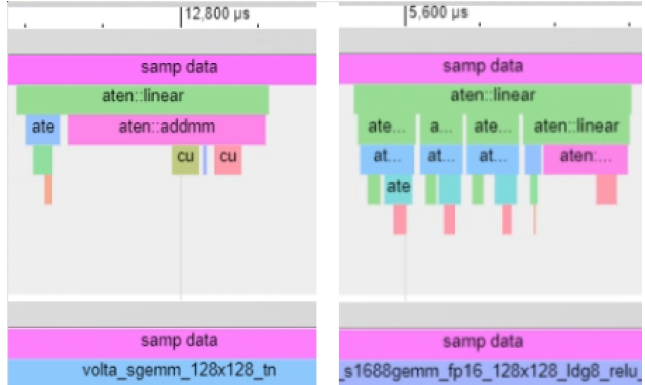 12,800 μs
samp data
aten::linear
ate
aten::addmm
cu
cu
samp data
volta_sgemm_128x128_tn
5,600 μs
samp data
aten::linear
ate...
a...
ate...
aten::linear
at...
at...
at...
aten:...
ate
samp data
_s1688gemm_fp16_128x128_ldg8_relu_